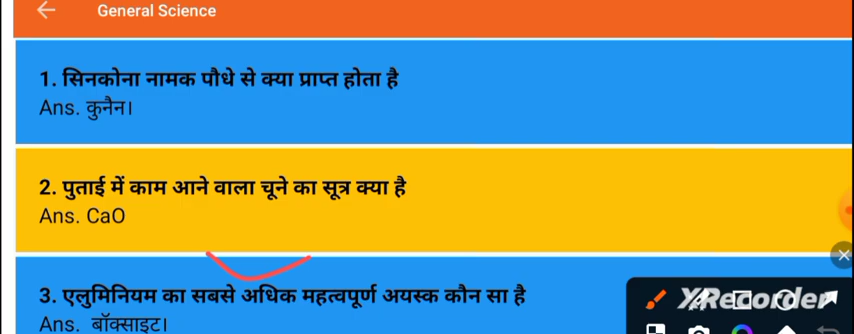 General Science
1. सिनकोना नामक पौधे से क्या प्राप्त होता है
Ans. कुनैन।
2. पुताई में काम आने वाला चूने का सूत्र क्या है
Ans. CaO
3. एलुमिनियम का सबसे अधिक महत्वपूर्ण अयस्क कौन सा है
Ans. बॉक्साइट।
XRecorder